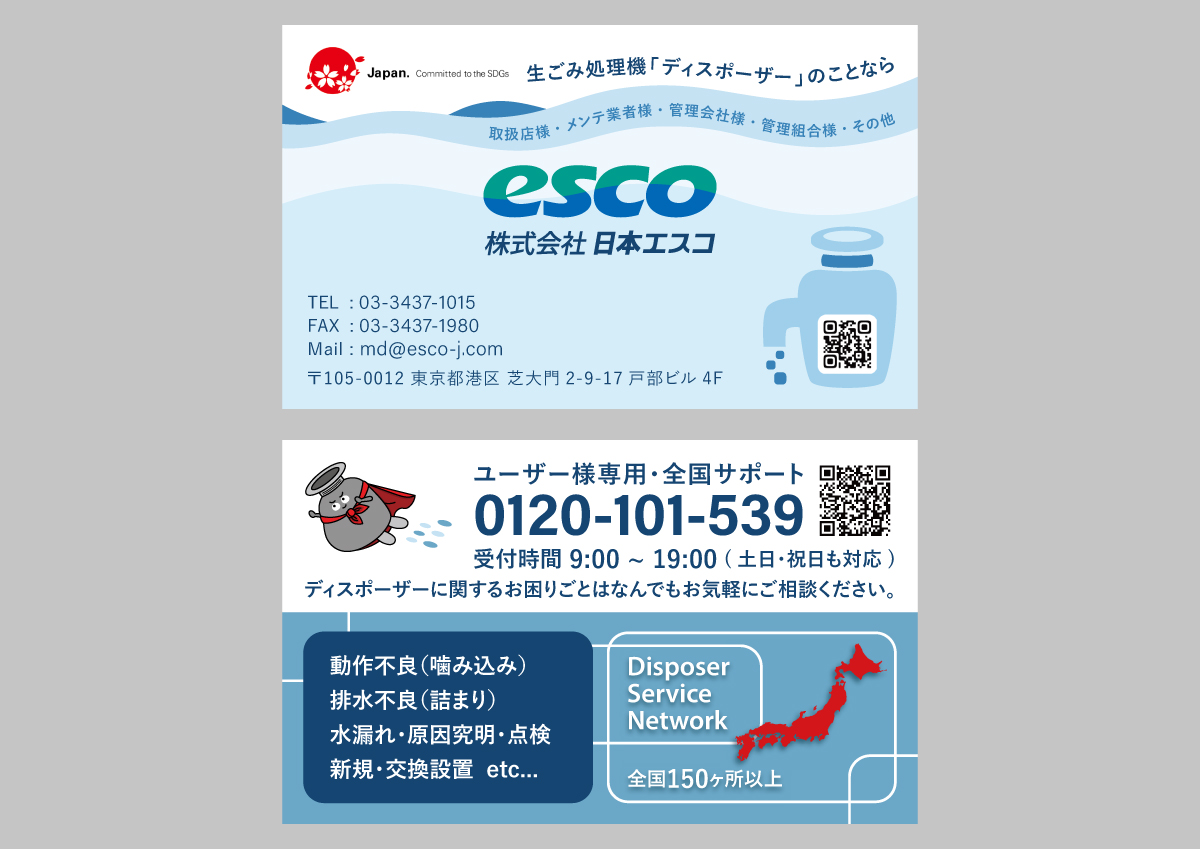 Japan. Committed to the SDGs
生ごみ処理機「ディスポーザー」のことなら
取扱店様・メンテ業者様・管理会社様・管理組合様・その他
esco
株式会社 日本エスコ
TEL : 03-3437-1015
FAX : 03-3437-1980
Mail : md@esco-j.com
〒105-0012 東京都港区 芝大門 2-9-17 戸部ビル 4F
ユーザー様専用・全国サポート
0120-101-539
受付時間 9:00 ~ 19:00 ( 土日・祝日も対応 )
ディスポーザーに関するお困りごとはなんでもお気軽にご相談ください。
動作不良(噛み込み)
排水不良(詰まり)
水漏れ・原因究明・点検
新規・交換設置 etc...
Disposer
Service
Network
全国150ヶ所以上